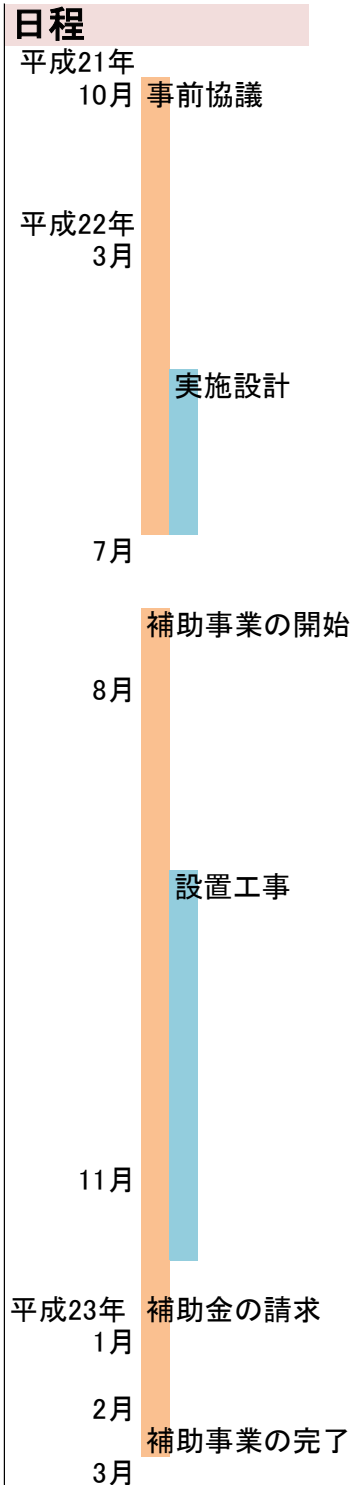 日程
平成21年
10月 事前協議
平成22年
3月
実施設計
7月
補助事業の開始
8月
設置工事
11月
平成23年 補助金の請求
1月
2月
補助事業の完了
3月